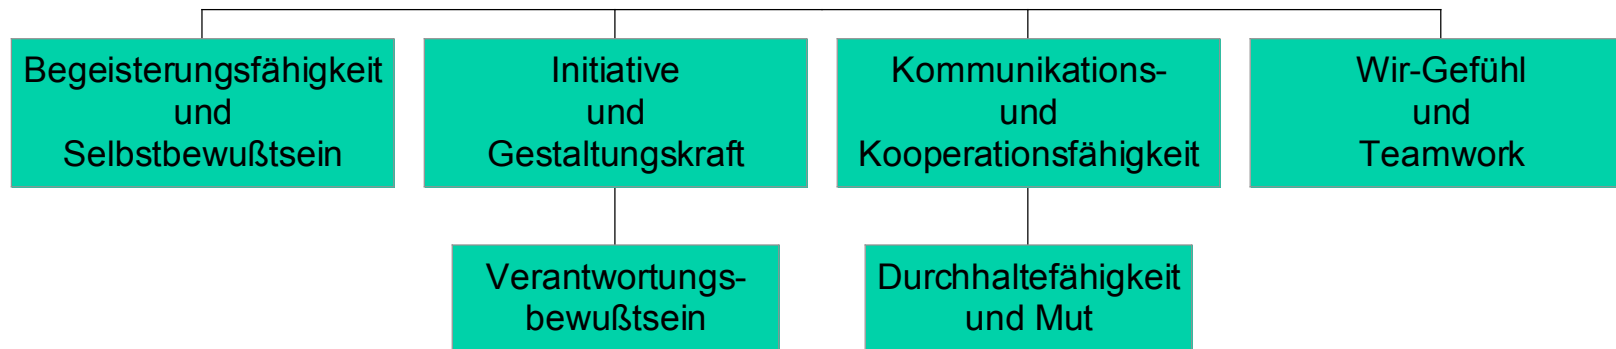 Begeisterungsfähigkeit
und
Selbstbewußtsein
Initiative
und
Gestaltungskraft
Kommunikations-
und
Kooperationsfähigkeit
Wir-Gefühl
und
Teamwork
Verantwortungs-
bewußtsein
Durchhaltefähigkeit
und Mut